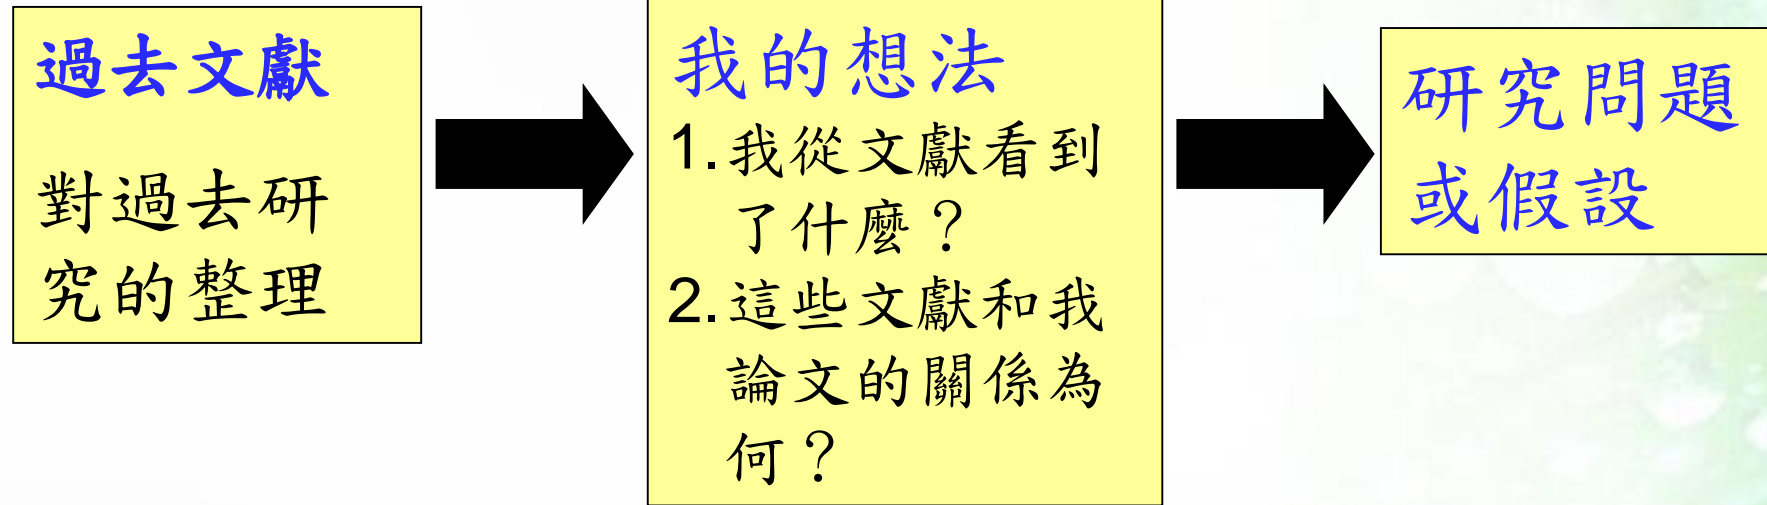 過去文獻
對過去研
究的整理
我的想法
1.我從文獻看到
了什麼？
2.這些文獻和我
論文的關係為
何？
研究問題
或假設